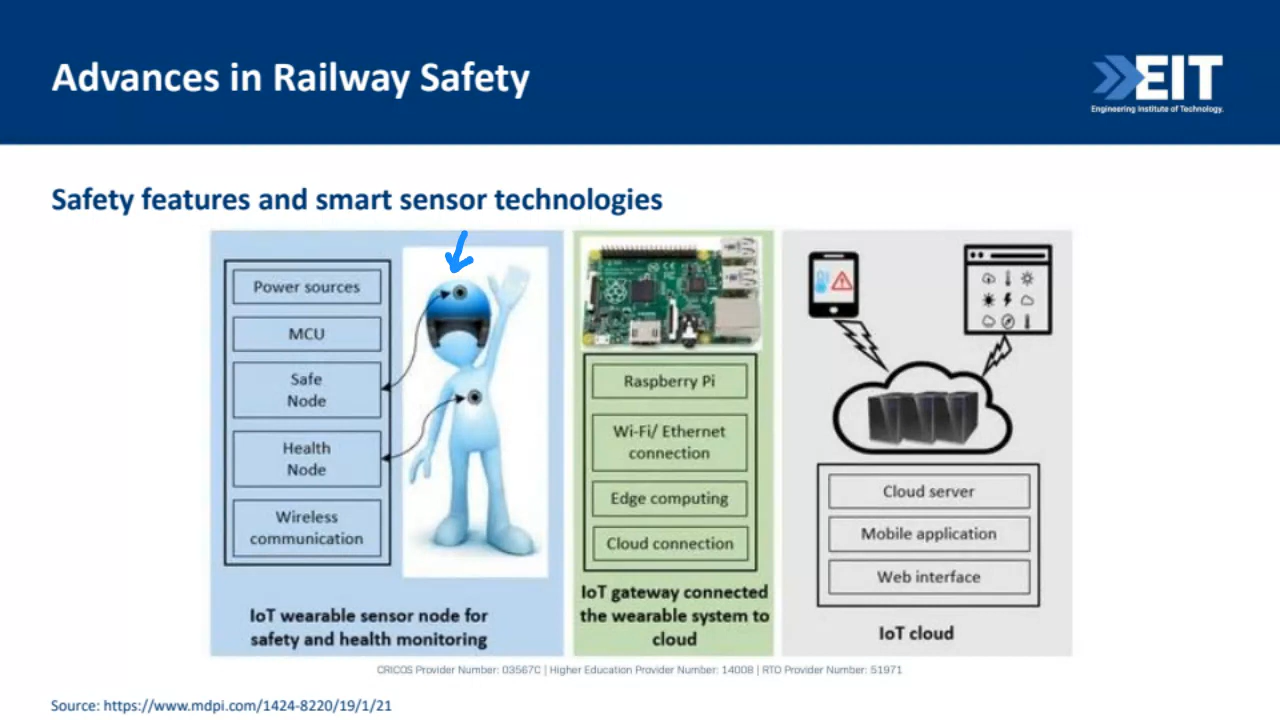 Advances in Railway Safety
EIT
Engineering Institute of Technology.
Safety features and smart sensor technologies
Power sources
MCU
Safe
Node
Health
Node
Wireless
communication
IoT wearable sensor node for
safety and health monitoring
Raspberry Pi
Wi-Fi/ Ethernet
connection
Edge computing
Cloud connection
IoT gateway connected
the wearable system to
cloud
Cloud server
Mobile application
Web interface
IoT cloud
CRICOS Provider Number: 03567C | Higher Education Provider Number: 14008 | RTO Provider Number: 51971
Source: https://www.mdpi.com/1424-8220/19/1/21